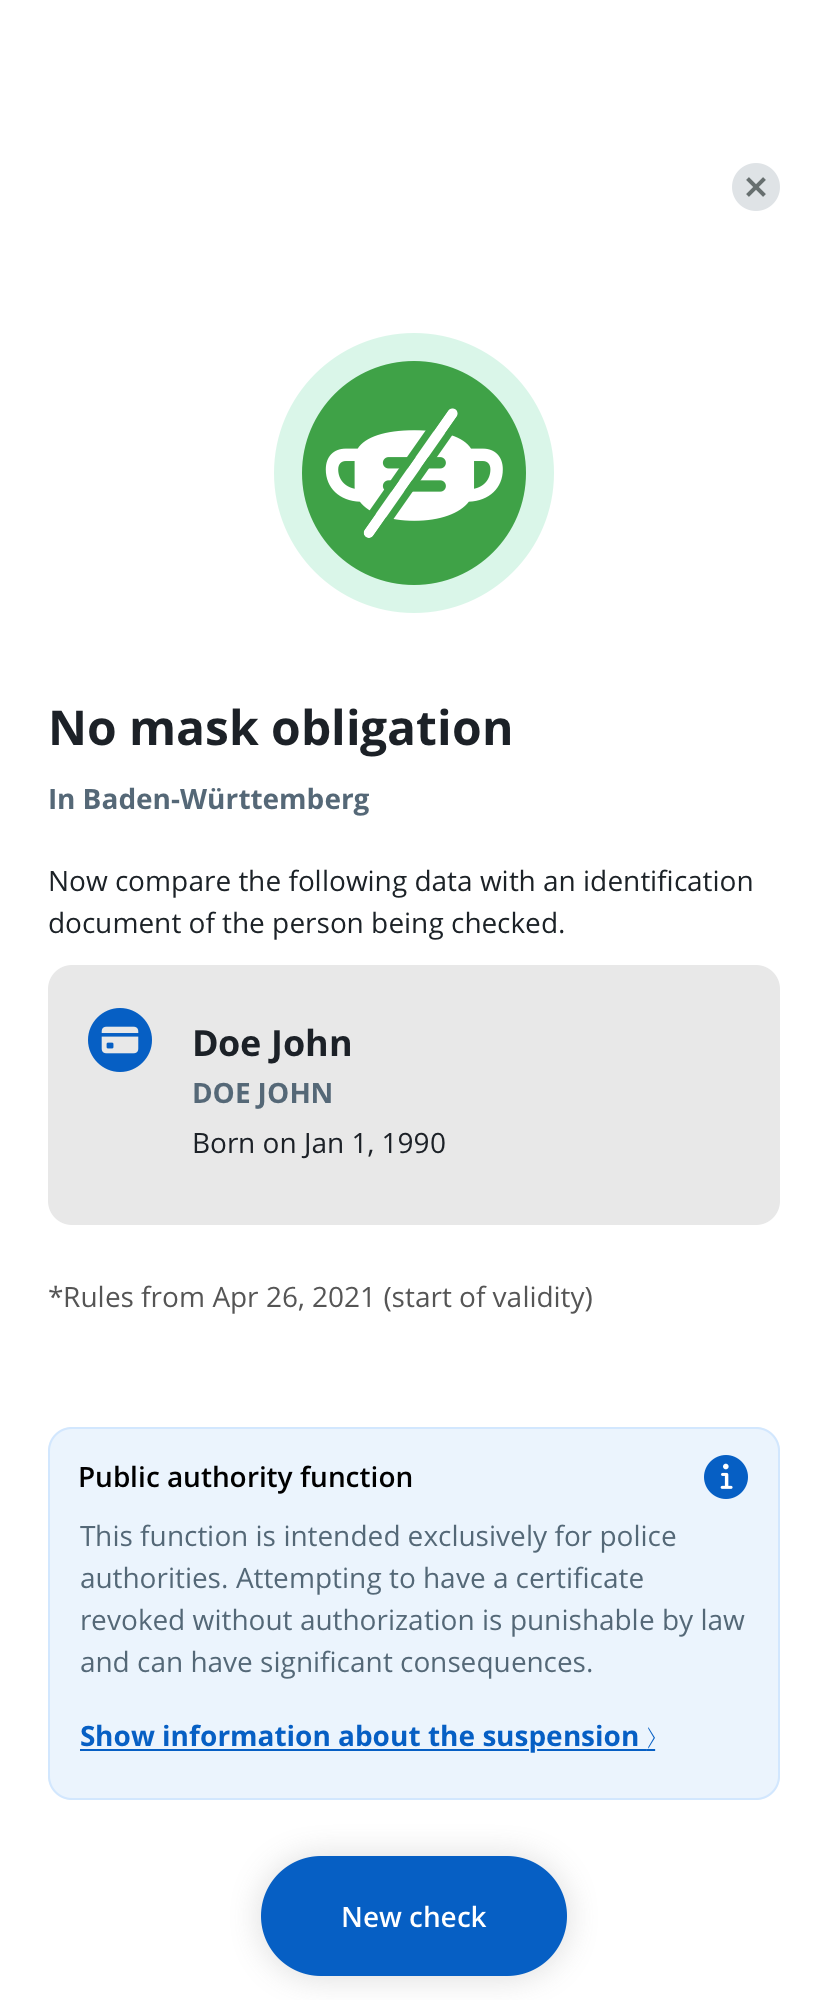 No mask obligation
In Baden-Württemberg
Now compare the following data with an identification
document of the person being checked.
Doe John
DOE JOHN
Born on Jan 1, 1990
*Rules from Apr 26, 2021 (start of validity)
Public authority function
This function is intended exclusively for police
authorities. Attempting to have a certificate
revoked without authorization is punishable by law
and can have significant consequences.
Show information about the suspension 〉
New check